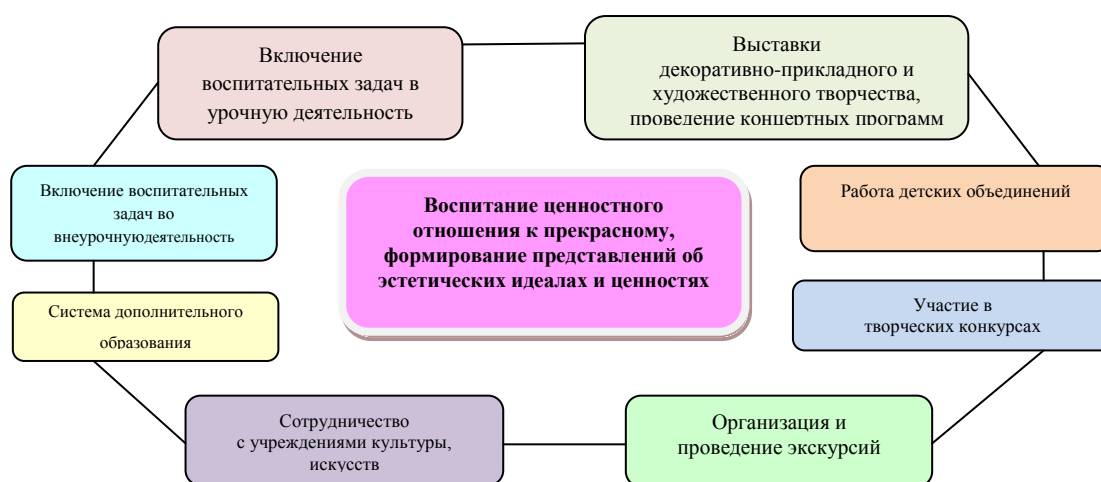 Включение
воспитательных задач в
урочную деятельность
Выставки
декоративно-прикладного и
художественного творчества,
проведение концертных программ
Включение воспитательных
задач во
внеурочнуюдеятельность
Воспитание ценностного
отношения к прекрасному,
формирование представлений об
эстетических идеалах и ценностях
Работа детских объединений
Система дополнительного
образования
Участие в
творческих конкурсах
Сотрудничество
с учреждениями культуры,
искусств
Организация и
проведение экскурсий